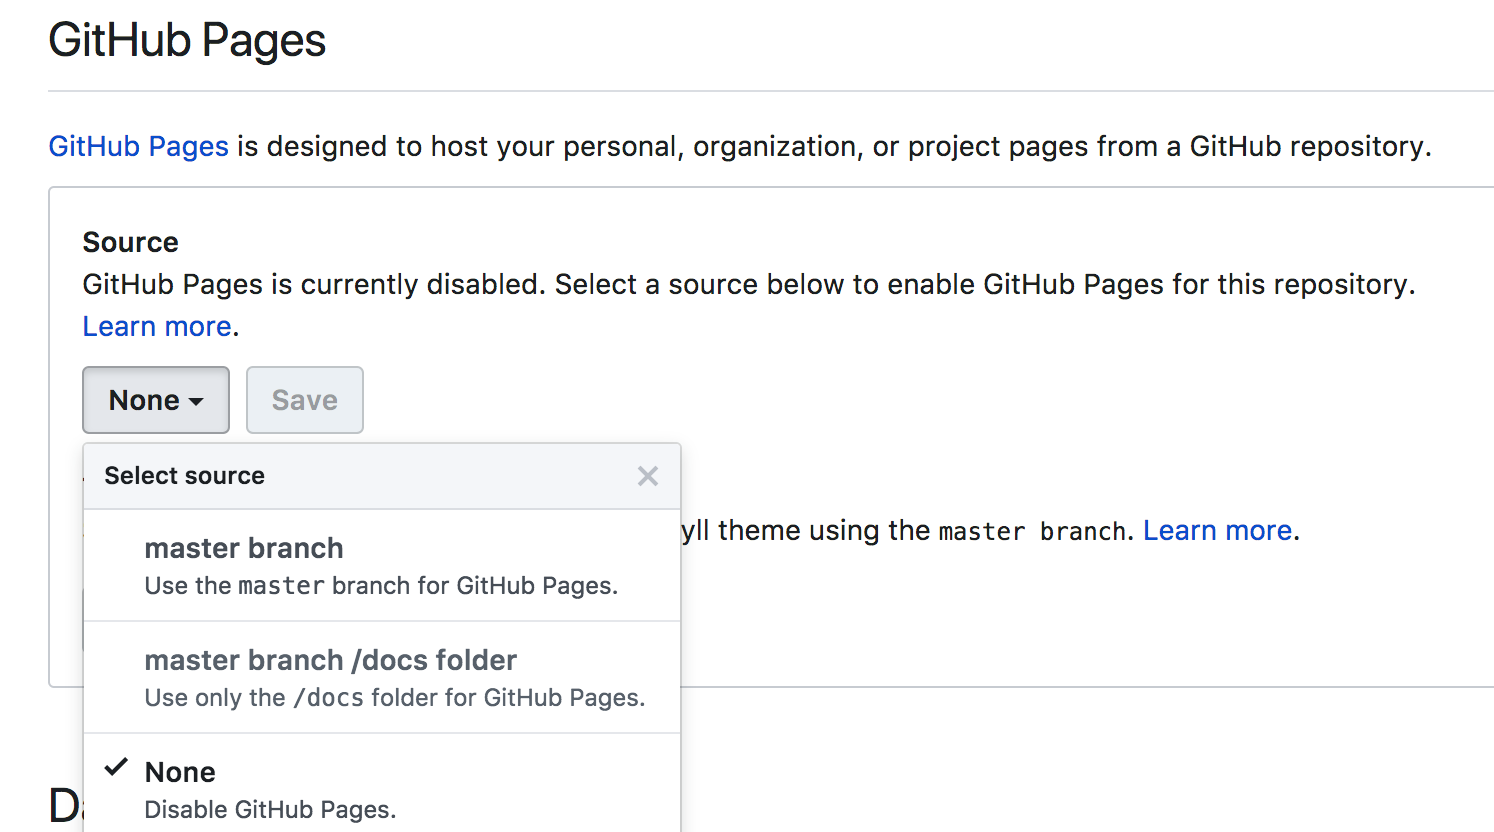 GitHub Pages
GitHub Pages is designed to host your personal, organization, or project pages from a GitHub repository.
Source
GitHub Pages is currently disabled. Select a source below to enable GitHub Pages for this repository.
Learn more.
None
Save
Select source
yll theme using the master branch. Learn more.
master branch
Use the master branch for GitHub Pages.
master branch /docs folder
Use only the /docs folder for GitHub Pages.
None
Disable GitHub Pages.